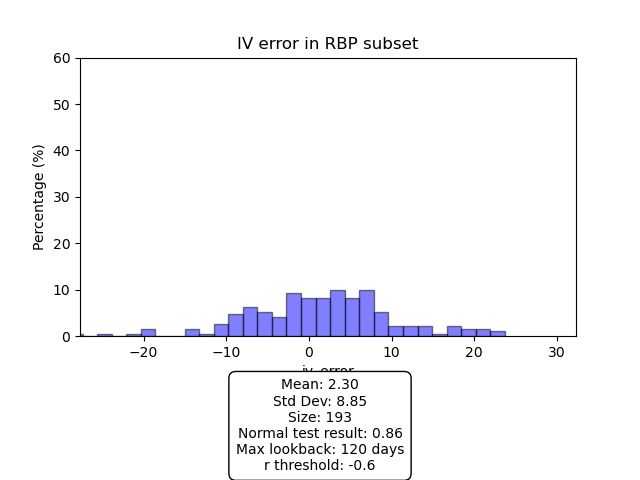 IV error in RBP subset
Percentage (%)
60
50
40
30
20
10
0
−20 −10 0 10 20 30
iv_error
Mean: 2.30
Std Dev: 8.85
Size: 193
Normal test result: 0.86
Max lookback: 120 days
r threshold: -0.6